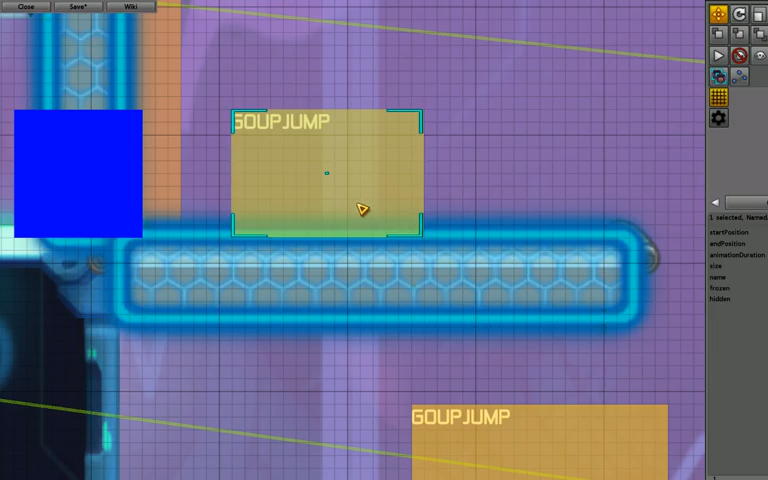 Close
Save*
Wiki
GOUPJUMP
1 selected, Named
startPosition
endPosition
animationDuration
size
name
frozen
hidden
GOUPJUMP